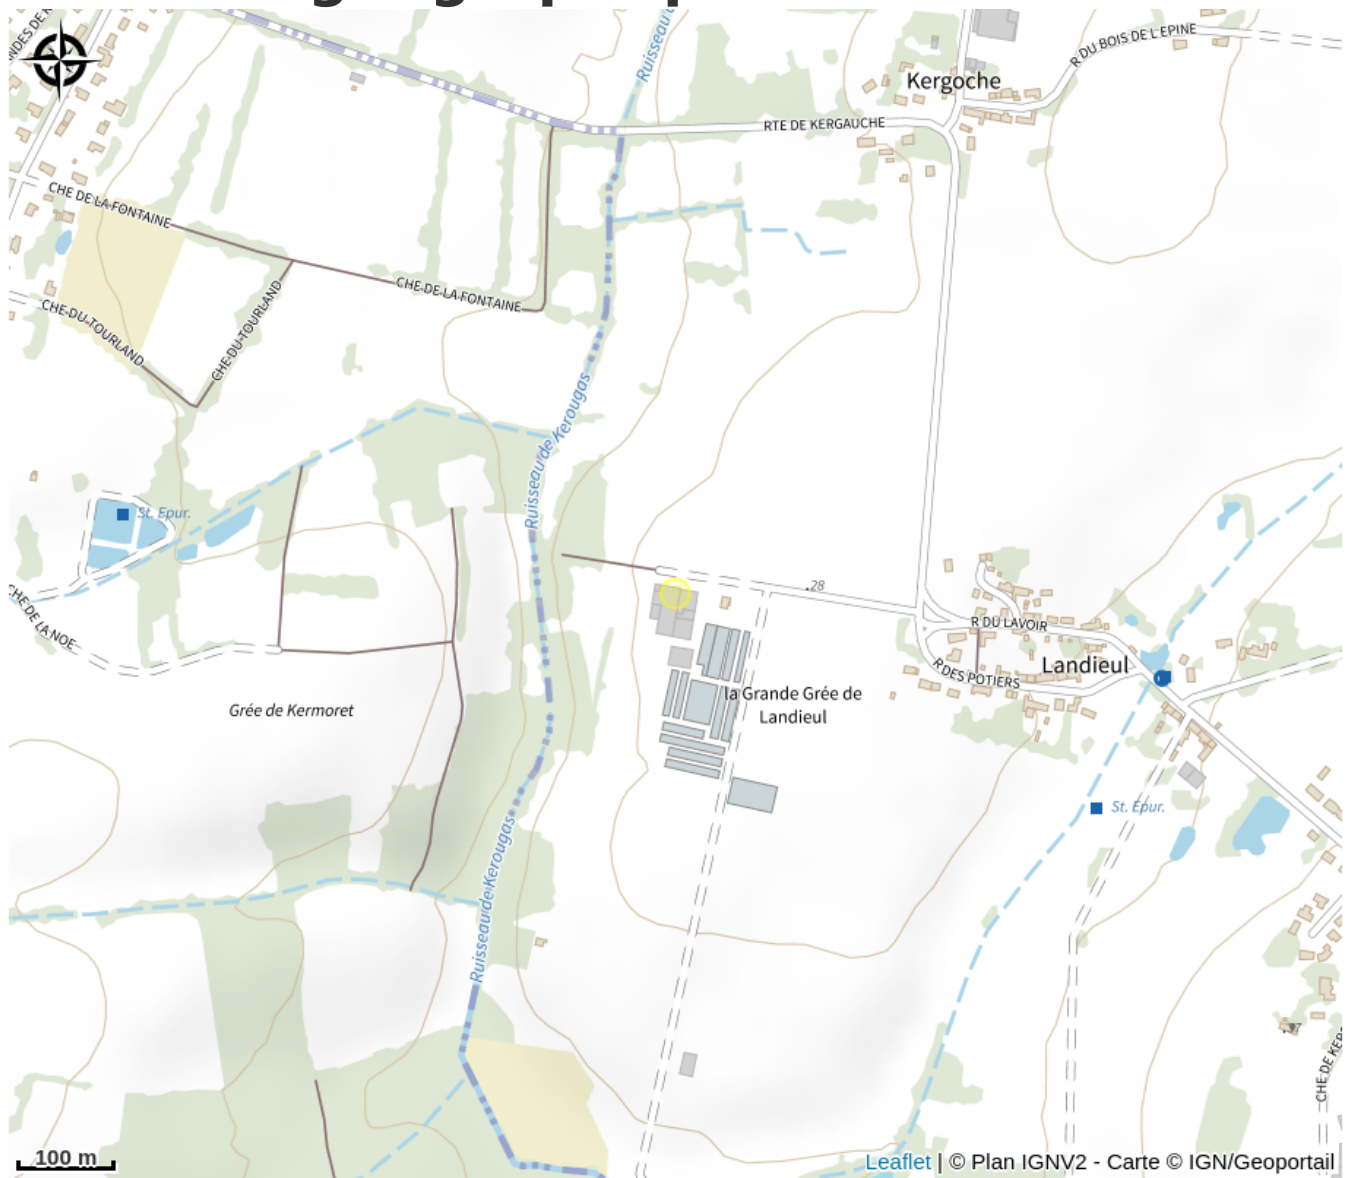 Ruisseau d
R DU BOIS DE L'EPINE
Kergoche
RTE DE KERGAUCHE
CHE DE LA FONTAINE
CHE DE LA FONTAINE
CHE DU TOURLAND
CHE DU TOURLAND
Ruisseau de Kerougas
St. Epur.
CHE DE LA NOE
28
R DU LAVOIR
Landieul
R DES POTIERS
la Grande Grée de
Landieul
Grée de Kermoret
St. Epur.
Ruisseau de Kerougas
CHE DE KER
100 m
Leaflet | © Plan IGNV2 - Carte © IGN/Geoportail